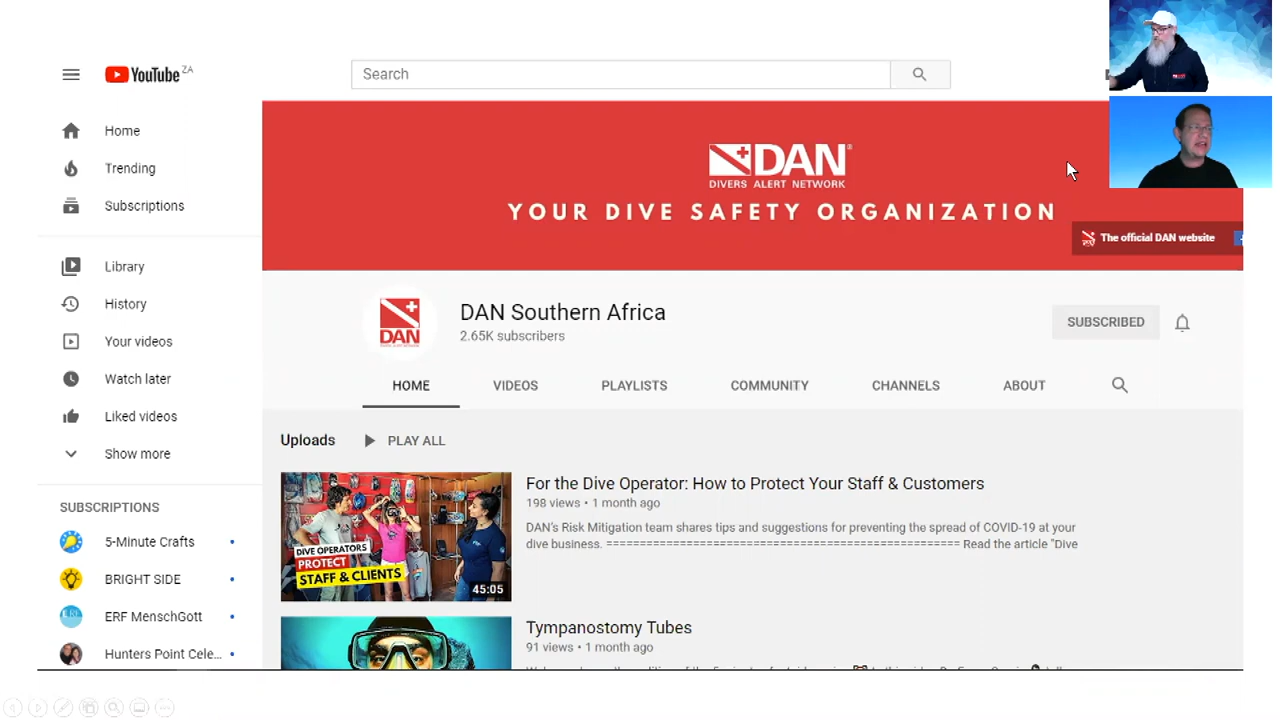 YouTube ZA
Search
Home
Trending
Subscriptions
Library
History
Your videos
Watch later
Liked videos
Show more
SUBSCRIPTIONS
5-Minute Crafts
BRIGHT SIDE
ERF MenschGott
Hunters Point Cele...
DAN®
DIVERS ALERT NETWORK
YOUR DIVE SAFETY ORGANIZATION
The official DAN website
DAN
DAN Southern Africa
2.65K subscribers
SUBSCRIBED
HOME VIDEOS PLAYLISTS COMMUNITY CHANNELS ABOUT
Uploads PLAY ALL
DIVE OPERATORS
PROTECT
STAFF & CLIENTS
45:05
For the Dive Operator: How to Protect Your Staff & Customers
198 views • 1 month ago
DAN's Risk Mitigation team shares tips and suggestions for preventing the spread of COVID-19 at your
dive business. ================================================== Read the article "Dive
Tympanostomy Tubes
91 views • 1 month ago